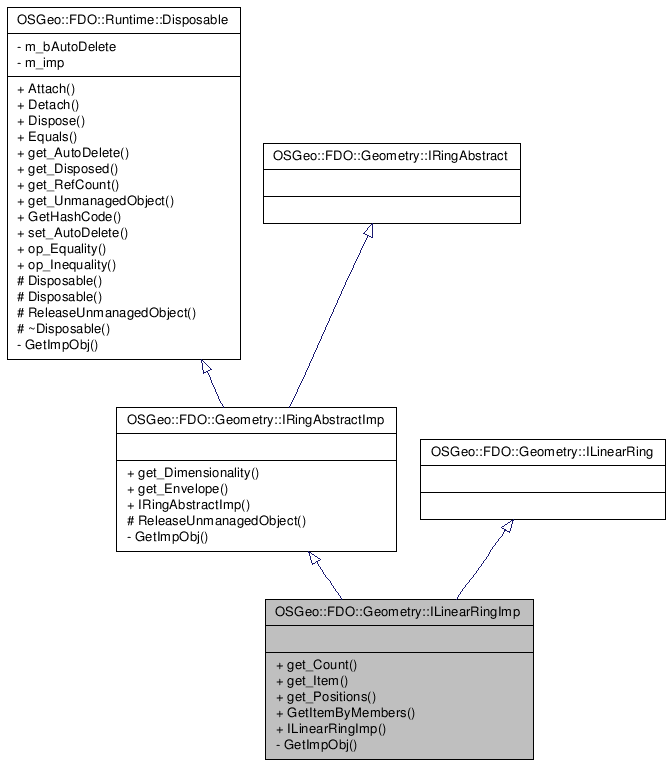 OSGeo::FDO::Runtime::Disposable
- m_bAutoDelete
- m_imp
+ Attach()
+ Detach()
+ Dispose()
+ Equals()
+ get_AutoDelete()
+ get_Disposed()
+ get_RefCount()
+ get_UnmanagedObject()
+ GetHashCode()
+ set_AutoDelete()
+ op_Equality()
+ op_Inequality()
# Disposable()
# Disposable()
# ReleaseUnmanagedObject()
# ~Disposable()
- GetImpObj()
OSGeo::FDO::Geometry::IRingAbstract
OSGeo::FDO::Geometry::IRingAbstractImp
+ get_Dimensionality()
+ get_Envelope()
+ IRingAbstractImp()
# ReleaseUnmanagedObject()
- GetImpObj()
OSGeo::FDO::Geometry::ILinearRing
OSGeo::FDO::Geometry::ILinearRingImp
+ get_Count()
+ get_Item()
+ get_Positions()
+ GetItemByMembers()
+ ILinearRingImp()
- GetImpObj()